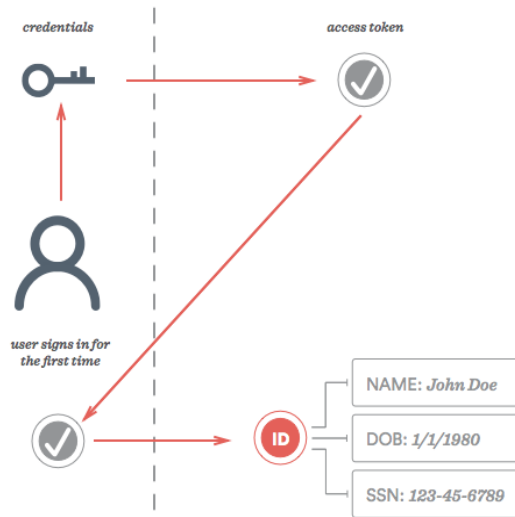 credentials
access token
user signs in for
the first time
ID
NAME: John Doe
DOB: 1/1/1980
SSN: 123-45-6789